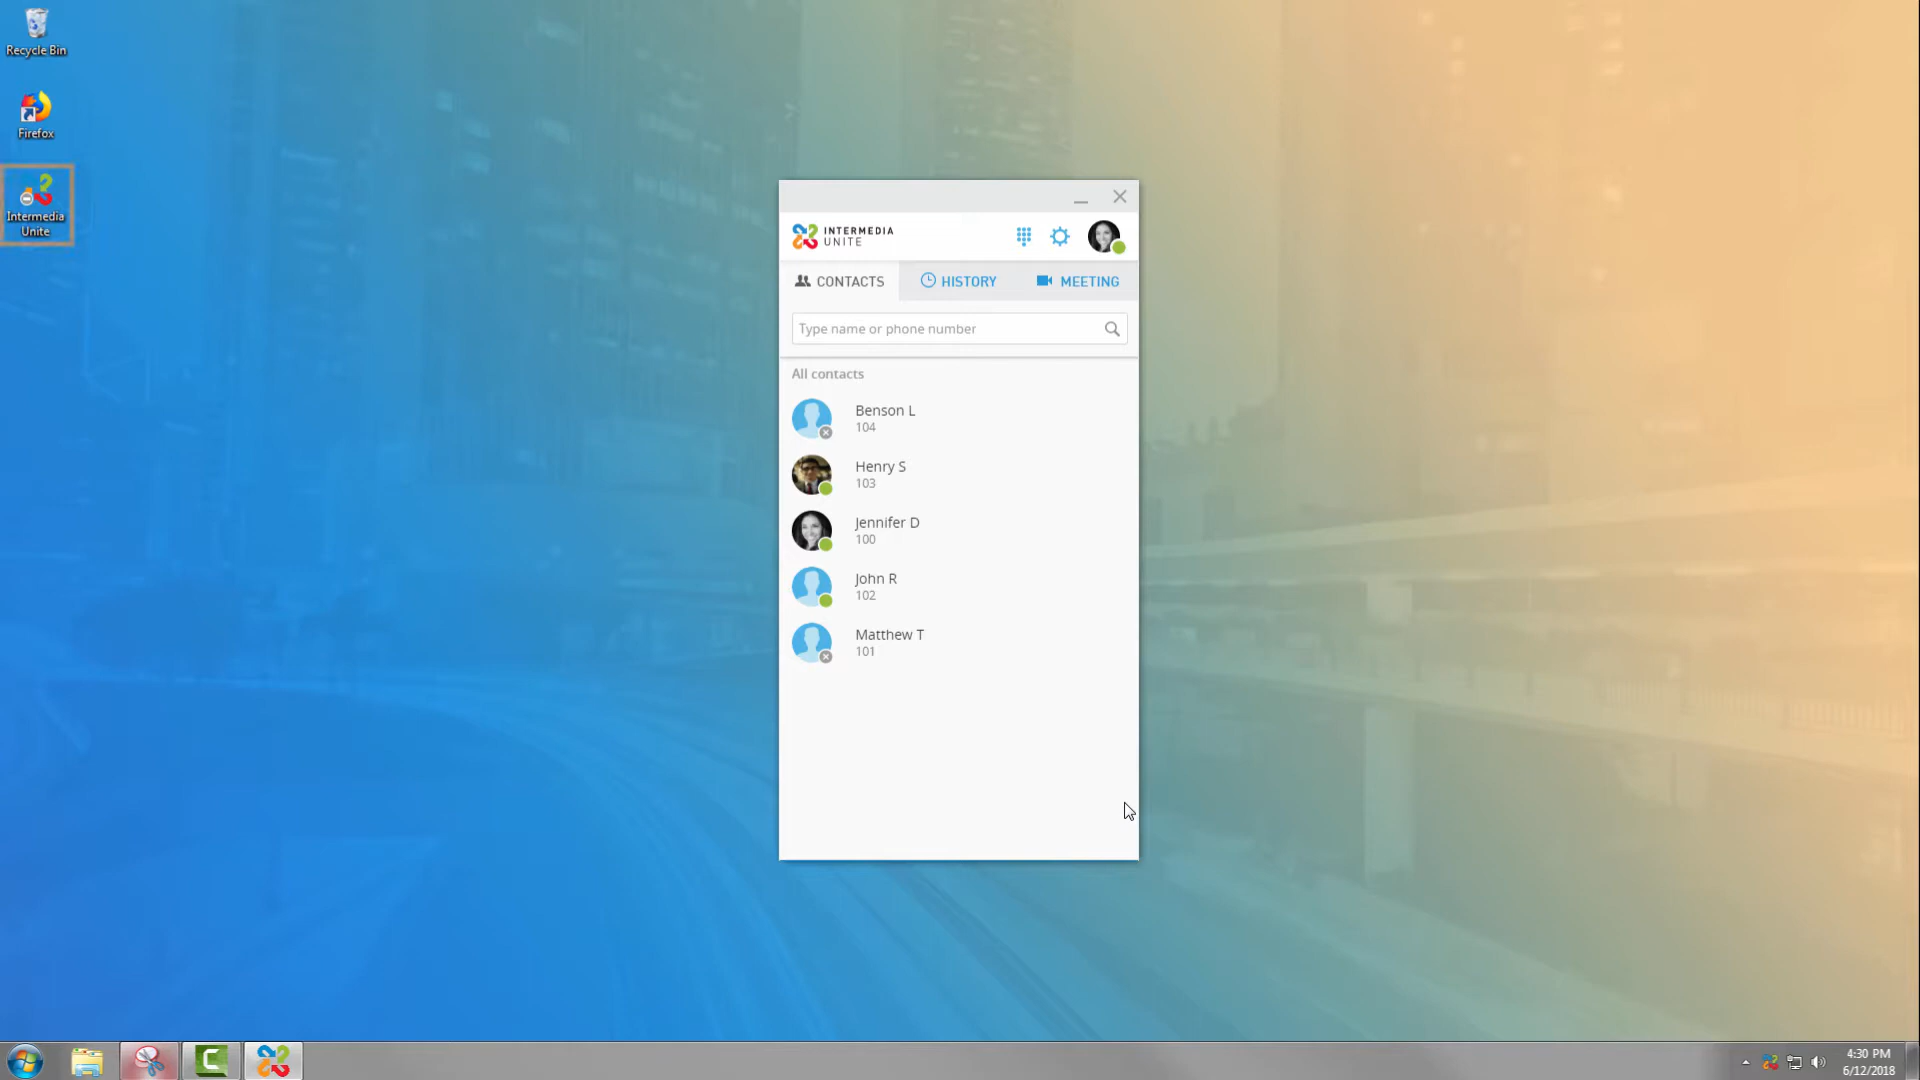 Recycle Bin
Firefox
Intermedia
Unite
INTERMEDIA
UNITE
CONTACTS
HISTORY
MEETING
Type name or phone number
All contacts
Benson L
104
Henry S
103
Jennifer D
100
John R
102
Matthew T
101
4:30 PM
6/12/2018